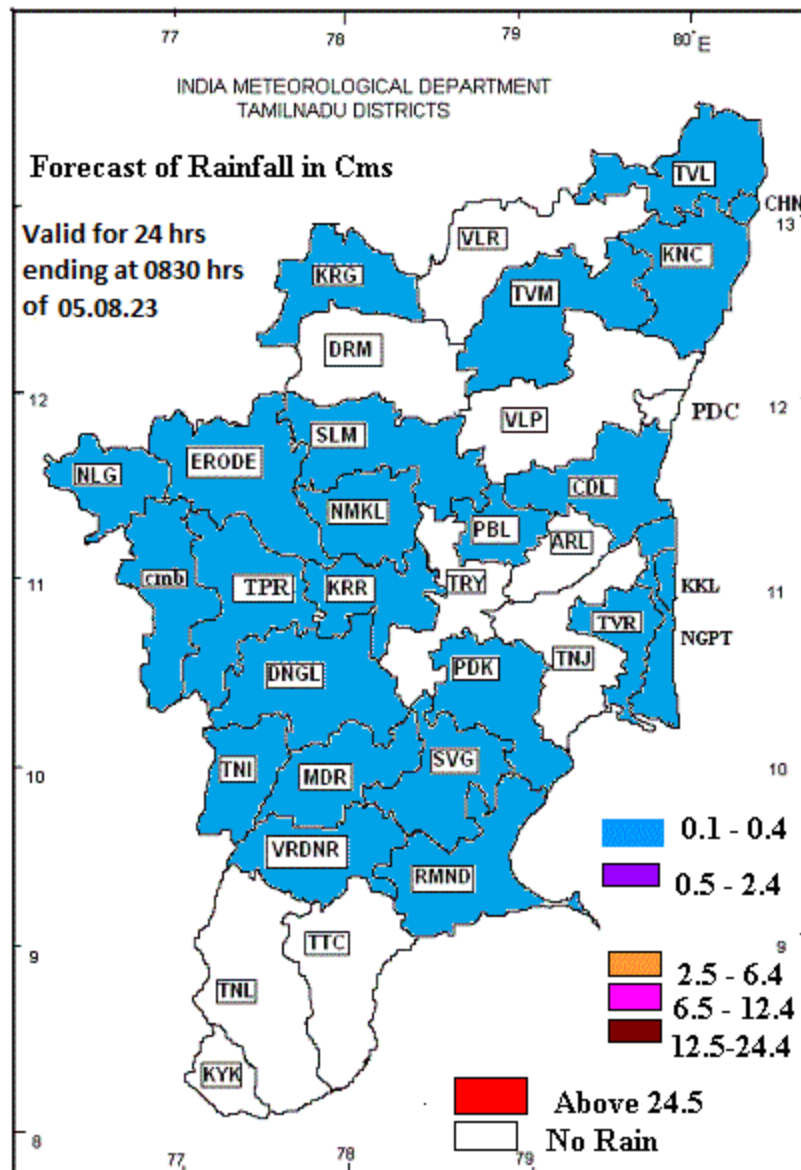 77 78 79 80°E
INDIA METEOROLOGICAL DEPARTMENT
TAMILNADU DISTRICTS
Forecast of Rainfall in Cms
TVL
CHN
13
Valid for 24 hrs
ending at 0830 hrs
of 05.08.23
VLR
KNC
KRG
TVM
DRM
12
12
PDC
VLP
SLM
ERODE
NLG
CDL
NMKL
PBL
ARL
11
cmb
TPR
KRR
TRY
KKL
11
TVR
NGPT
DNGL
PDK
TNJ
10
TNI
MDR
SVG
10
0.1 - 0.4
VRDNR
RMND
0.5 - 2.4
9
TTC
9
2.5 - 6.4
TNL
6.5 - 12.4
12.5-24.4
KYK
Above 24.5
No Rain
8
77 78 79